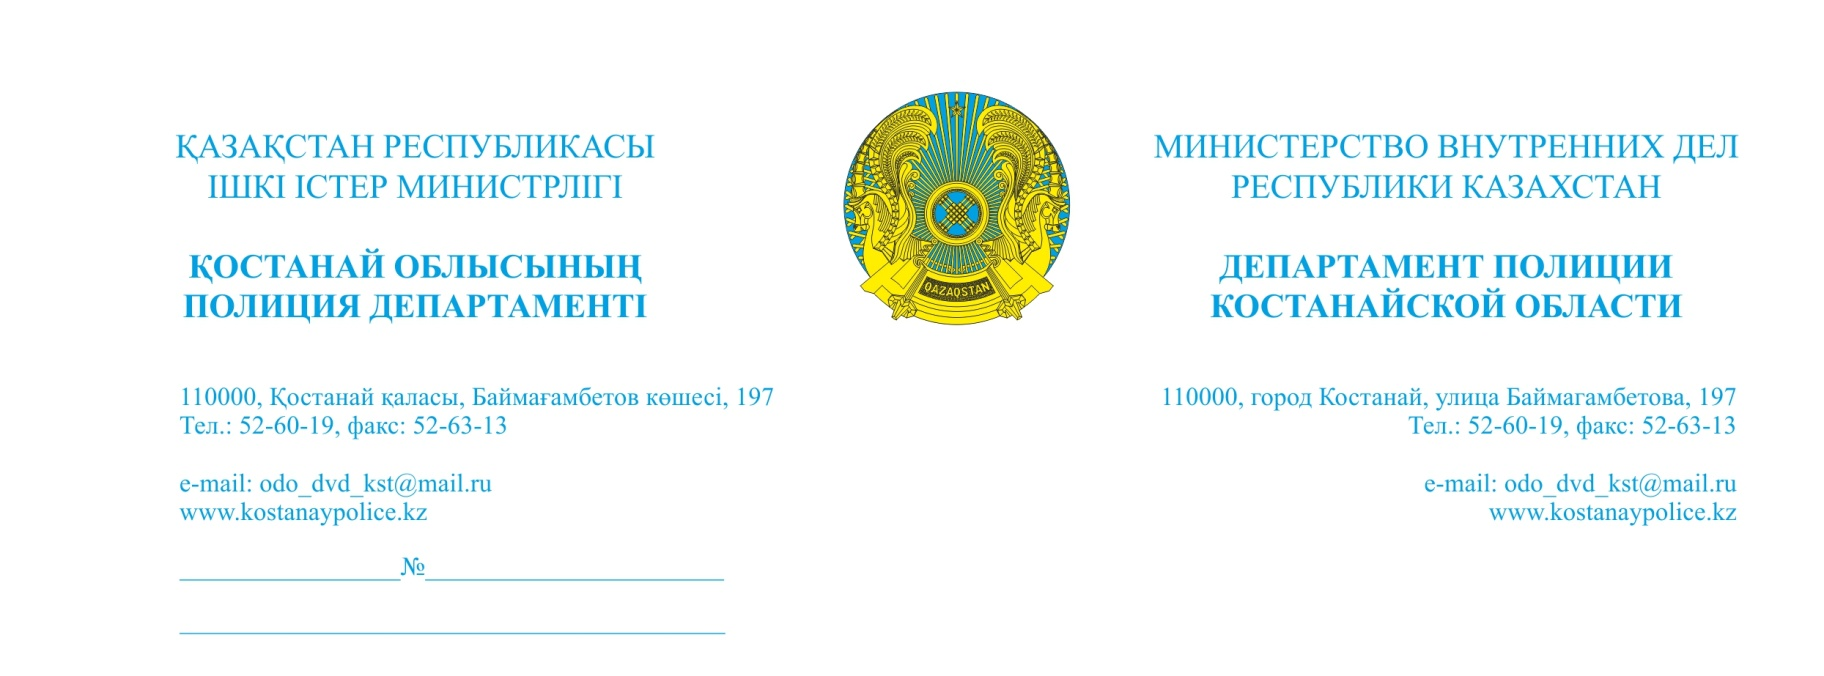 ҚАЗАҚСТАН РЕСПУБЛИКАСЫ
ІШКІ ІСТЕР МИНИСТРЛІГІ
ҚОСТАНАЙ ОБЛЫСЫНЫҢ
ПОЛИЦИЯ ДЕПАРТАМЕНТІ
110000, Қостанай қаласы, Баймағамбетов көшесі, 197
Тел.: 52-60-19, факс: 52-63-13
e-mail: odo_dvd_kst@mail.ru
www.kostanaypolice.kz
_________________№_______________________
__________________________________________
QAZAQSTAN
МИНИСТЕРСТВО ВНУТРЕННИХ ДЕЛ
РЕСПУБЛИКИ КАЗАХСТАН
ДЕПАРТАМЕНТ ПОЛИЦИИ
КОСТАНАЙСКОЙ ОБЛАСТИ
110000, город Костанай, улица Баймагамбетова, 197
Тел.: 52-60-19, факс: 52-63-13
e-mail: odo_dvd_kst@mail.ru
www.kostanaypolice.kz